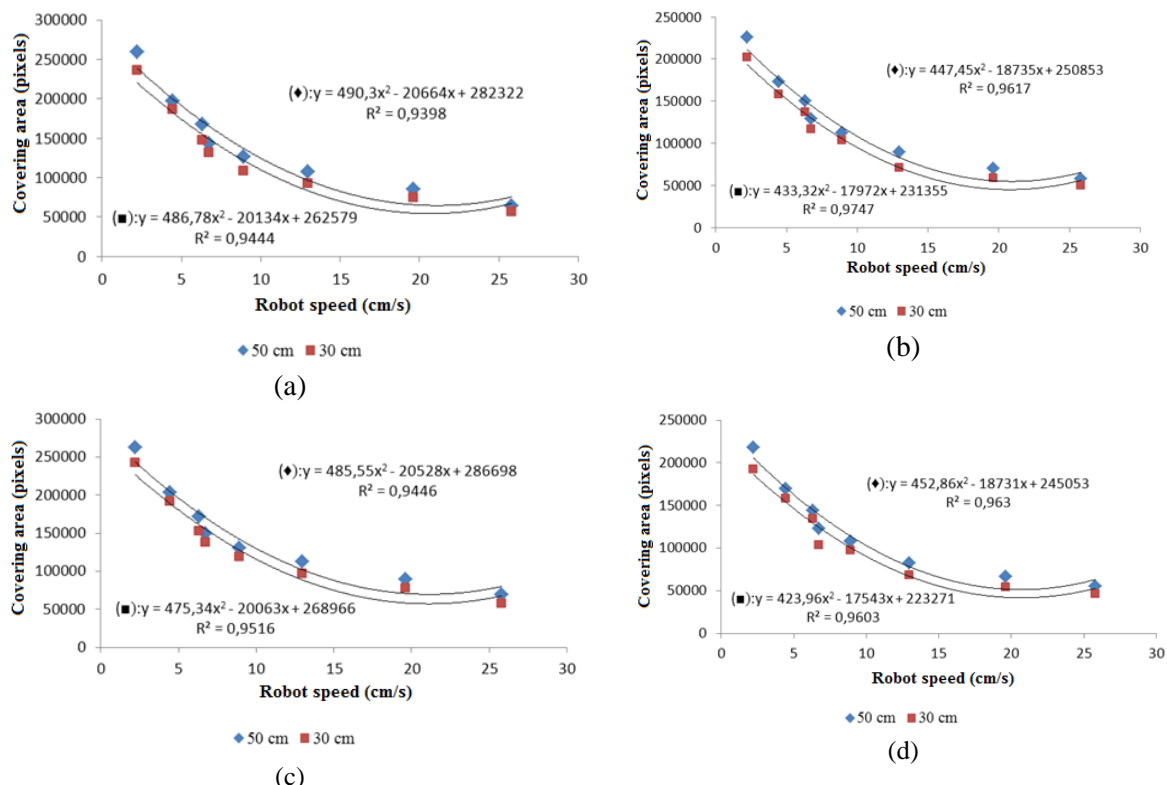 300000
250000
200000
150000
100000
50000
0
Covering area (pixels)
(♦):y = 490,3x² - 20664x + 282322
R² = 0,9398
(■):y = 486,78x² - 20134x + 262579
R² = 0,9444
0 5 10 15 20 25 30
Robot speed (cm/s)
50 cm 30 cm
(a)
250000
200000
150000
100000
50000
0
Covering area (pixels)
(♦):y = 447,45x² - 18735x + 250853
R² = 0,9617
(■):y = 433,32x² - 17972x + 231355
R² = 0,9747
0 5 10 15 20 25 30
Robot speed (cm/s)
50 cm 30 cm
(b)
300000
250000
200000
150000
100000
50000
0
Covering area (pixels)
(♦):y = 485,55x² - 20528x + 286698
R² = 0,9446
(■):y = 475,34x² - 20063x + 268966
R² = 0,9516
0 5 10 15 20 25 30
Robot speed (cm/s)
50 cm 30 cm
(c)
250000
200000
150000
100000
50000
0
Covering area (pixels)
(♦):y = 452,86x² - 18731x + 245053
R² = 0,963
(■):y = 423,96x² - 17543x + 223271
R² = 0,9603
0 5 10 15 20 25 30
Robot speed (cm/s)
50 cm 30 cm
(d)